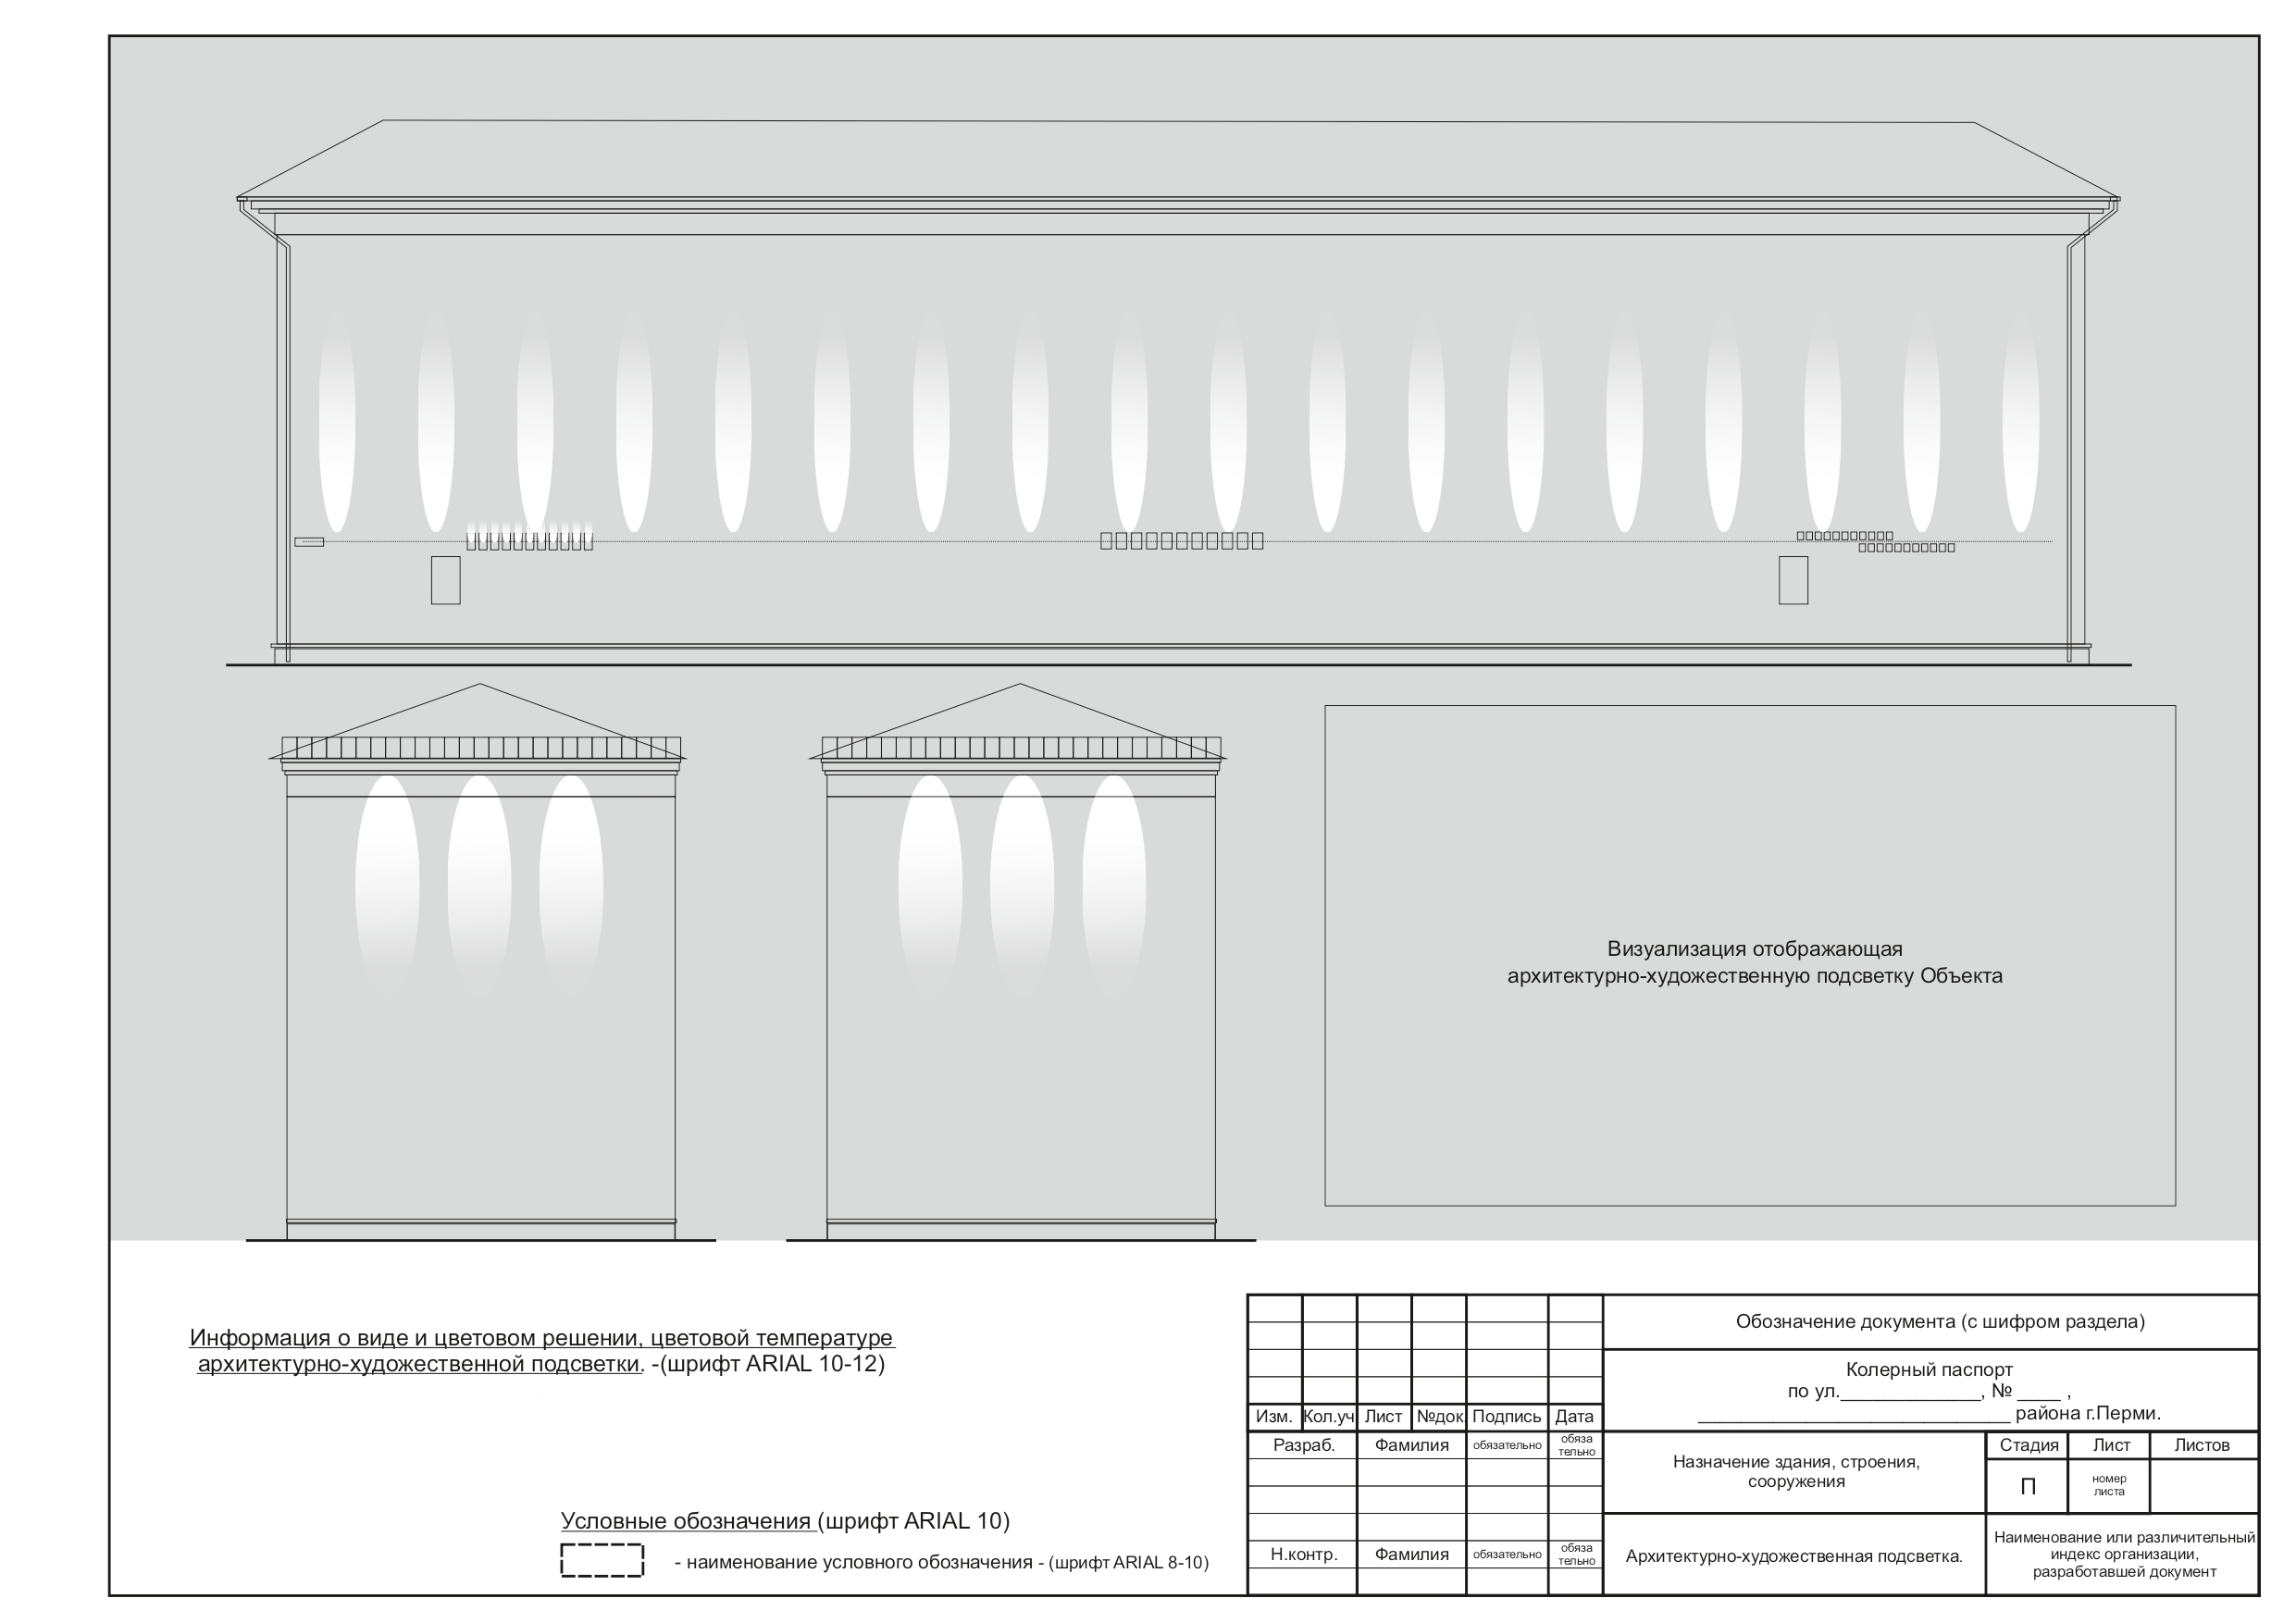 Визуализация отображающая
архитектурно-художественную подсветку Объекта
Информация о виде и цветовом решении, цветовой температуре
архитектурно-художественной подсветки. -(шрифт ARIAL 10-12)
Условные обозначения (шрифт ARIAL 10)
- наименование условного обозначения - (шрифт ARIAL 8-10)
Обозначение документа (с шифром раздела)
Колерный паспорт
по ул._____________, № ____ ,
_____________________________ района г.Перми.
Изм. Кол.уч Лист №док. Подпись Дата
Разраб. Фамилия обязательно обяза
тельно
Назначение здания, строения,
сооружения
Стадия Лист Листов
П номер
листа
Н.контр. Фамилия обязательно обяза
тельно
Архитектурно-художественная подсветка.
Наименование или различительный
индекс организации,
разработавшей документ